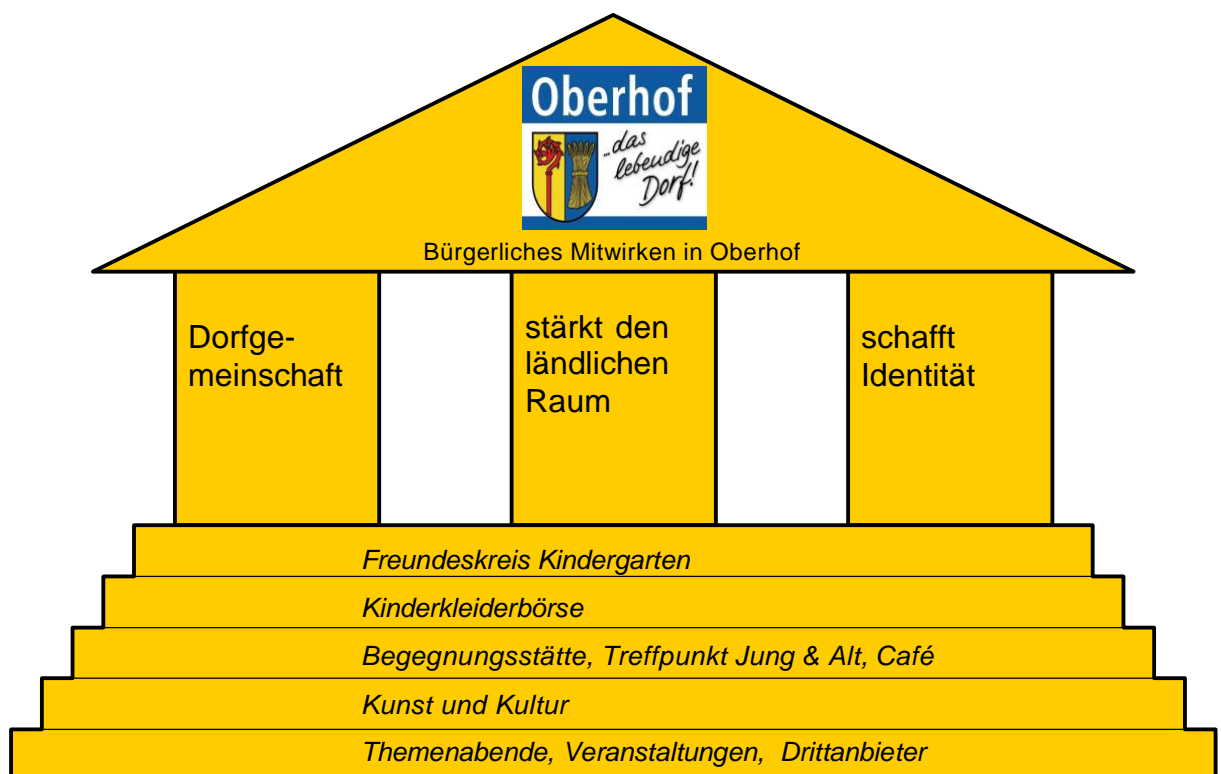 Oberhof
...das
lebendige
Dorf!
Bürgerliches Mitwirken in Oberhof
Dorfge-
meinschaft
stärkt den
ländlichen
Raum
schafft
Identität
Freundeskreis Kindergarten
Kinderkleiderbörse
Begegnungsstätte, Treffpunkt Jung & Alt, Café
Kunst und Kultur
Themenabende, Veranstaltungen, Drittanbieter